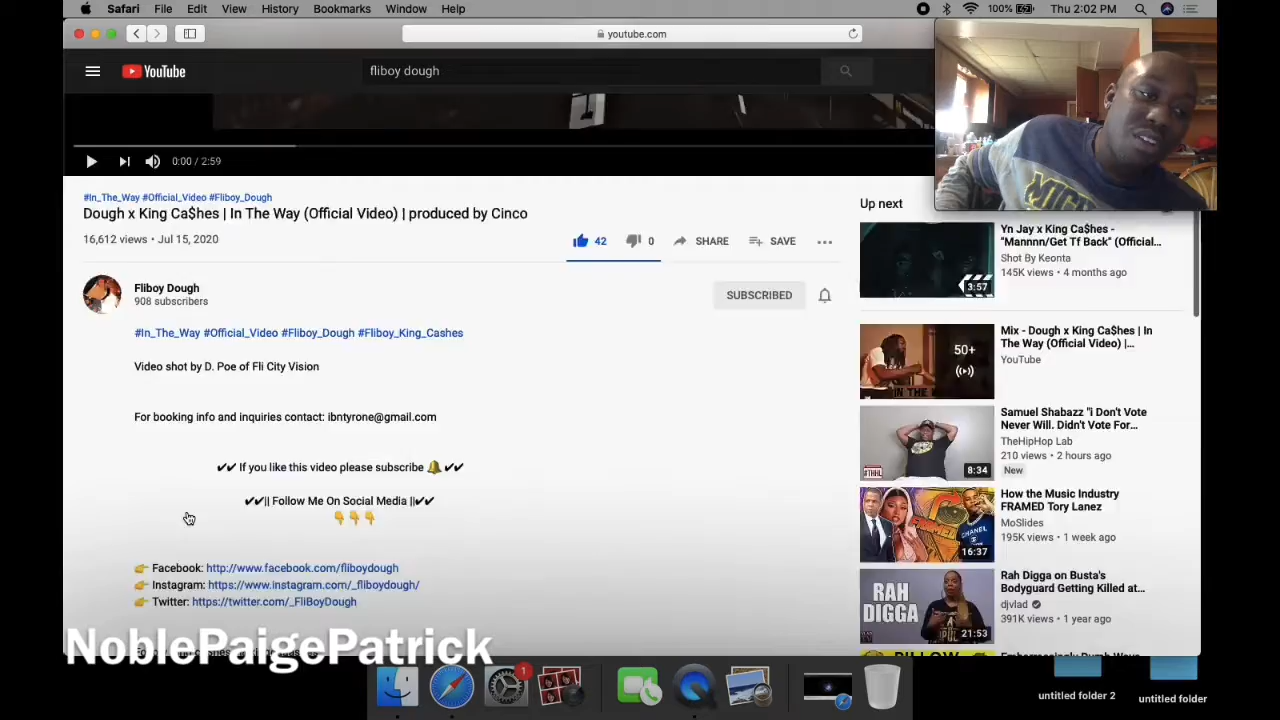 Safari File Edit View History Bookmarks Window Help
100% Thu 2:02 PM
youtube.com
YouTube
fliboy dough
0:00 / 2:59
#In_The_Way #Official_Video #Fliboy_Dough
Dough x King Ca$hes | In The Way (Official Video) | produced by Cinco
16,612 views • Jul 15, 2020
42 0 SHARE SAVE
Fliboy Dough
908 subscribers
SUBSCRIBED
#In_The_Way #Official_Video #Fliboy_Dough #Fliboy_King_Cashes
Video shot by D. Poe of Fli City Vision
For booking info and inquiries contact: ibntyrone@gmail.com
✔✔ If you like this video please subscribe 🔔 ✔✔
✔✔|| Follow Me On Social Media ||✔✔
👇 👇 👇
👉 Facebook: http://www.facebook.com/fliboydough
👉 Instagram: https://www.instagram.com/_fliboydough/
👉 Twitter: https://twitter.com/_FliBoyDough
NoblePaigePatrick
Up next
Yn Jay x King Ca$hes -
"Mannnn/Get Tf Back" (Official...
Shot By Keonta
145K views • 4 months ago
3:57
Mix - Dough x King Ca$hes | In
The Way (Official Video) |...
YouTube
50+
IN THE WAY
Samuel Shabazz "i Don't Vote
Never Will. Didn't Vote For...
TheHipHop Lab
210 views • 2 hours ago
New
#THHL
8:34
How the Music Industry
FRAMED Tory Lanez
MoSlides
195K views • 1 week ago
FRAMED
16:37
Rah Digga on Busta's
Bodyguard Getting Killed at...
djvlad
391K views • 1 year ago
RAH
DIGGA
21:53
1
untitled folder 2
untitled folder